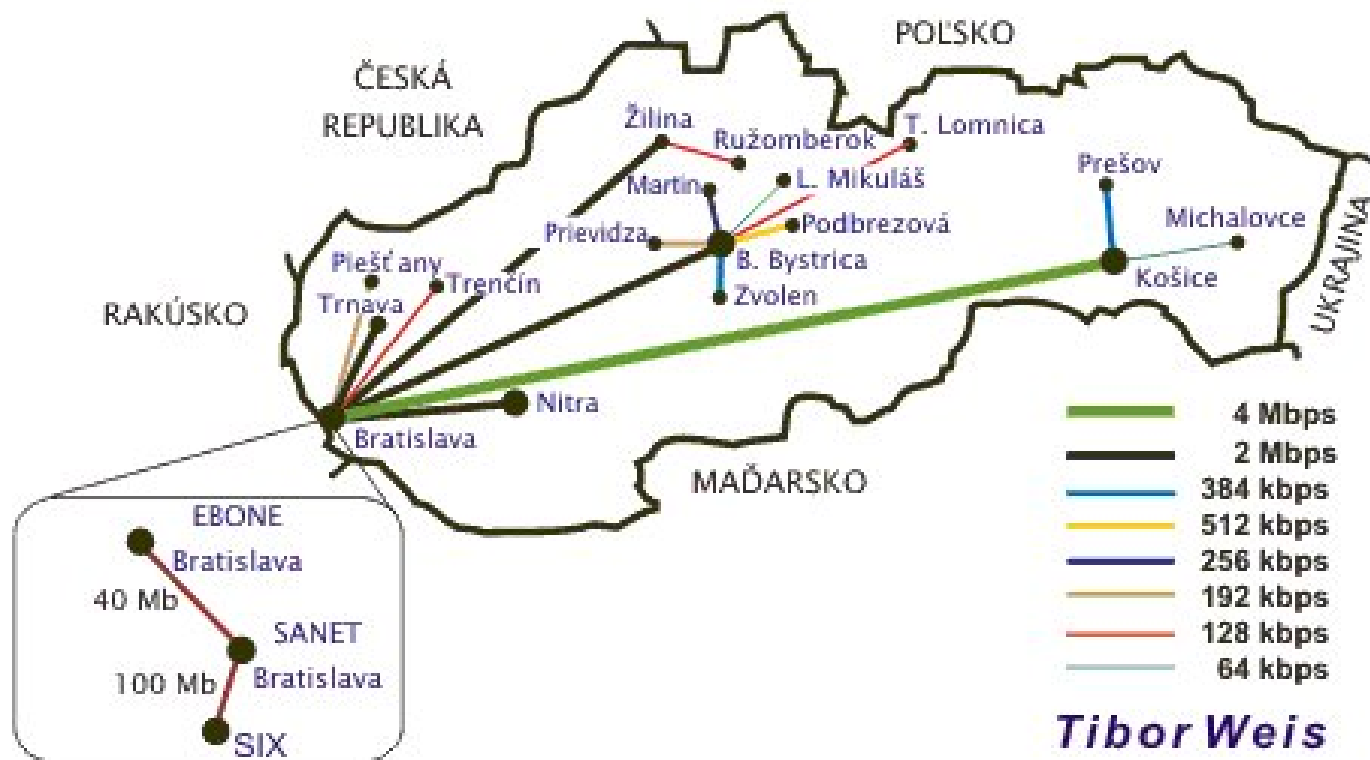 POĽSKO
ČESKÁ
REPUBLIKA
Žilina
Ružomberok
T. Lomnica
Martin
L. Mikuláš
Prešov
Michalovce
Prievidza
Podbrezová
B. Bystrica
Piešťany
Trenčín
Trnava
Zvolen
Košice
UKRAJINA
RAKÚSKO
Nitra
Bratislava
MAĎARSKO
4 Mbps
2 Mbps
384 kbps
512 kbps
256 kbps
192 kbps
128 kbps
64 kbps
EBONE
Bratislava
40 Mb
SANET
Bratislava
100 Mb
SIX
Tibor Weis